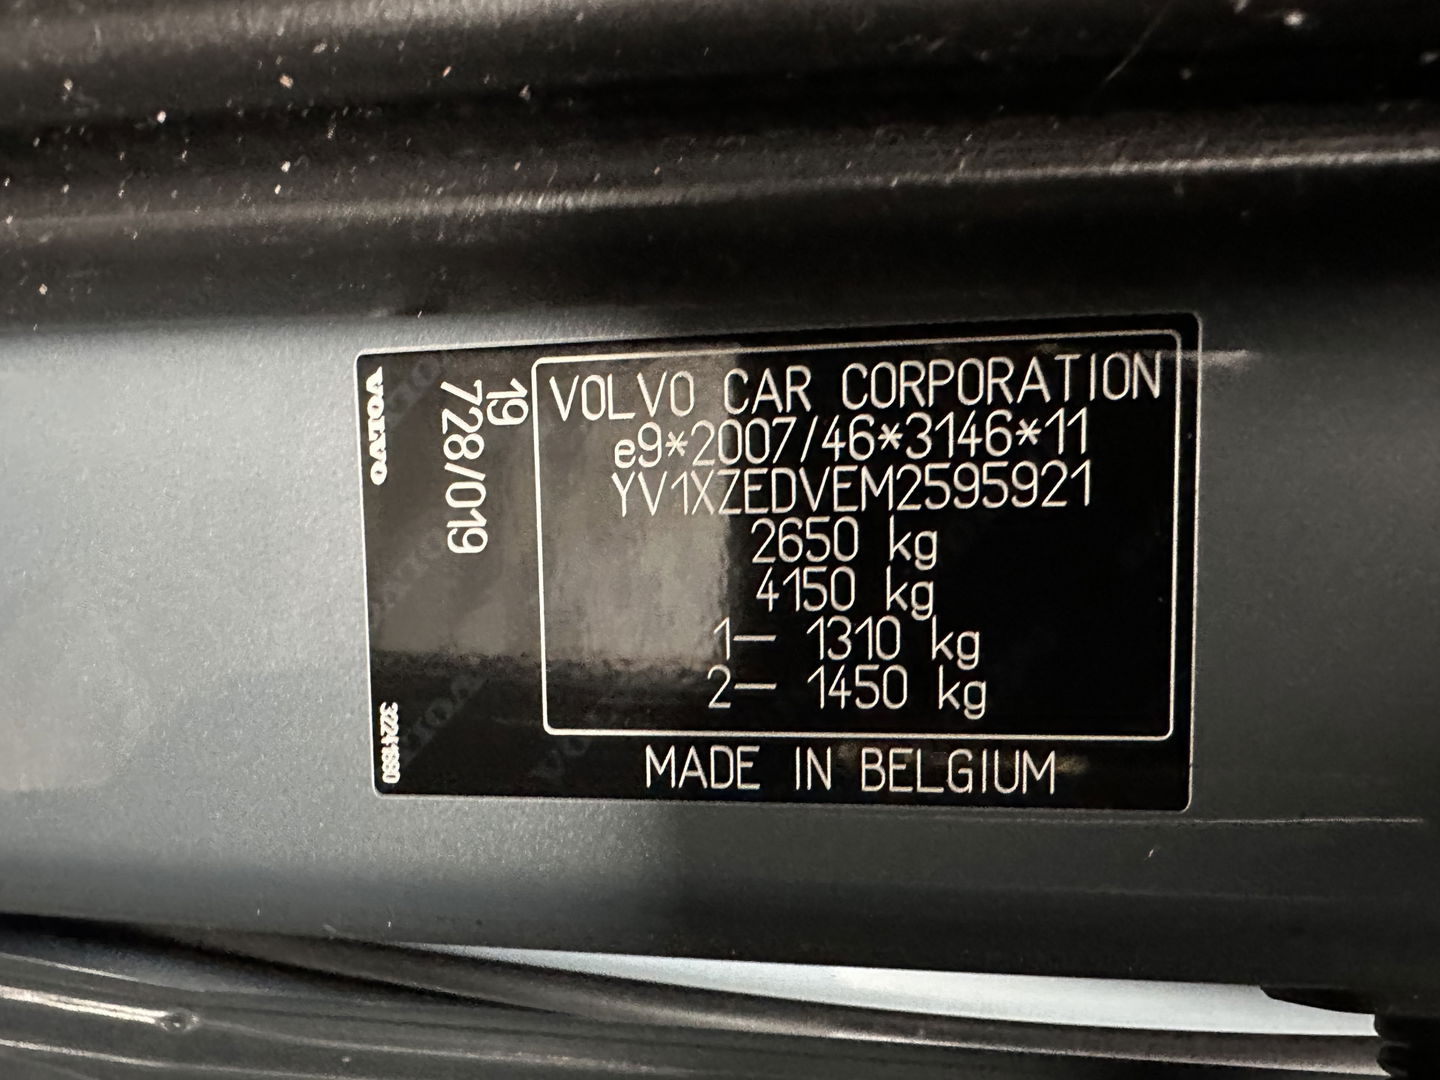 VOLVO
19
728/019
32241690
VOLVO CAR CORPORATION
e9*2007/46*3146*11
YV1XZEDVEM2595921
2650 kg
4150 kg
1— 1310 kg
2— 1450 kg
MADE IN BELGIUM